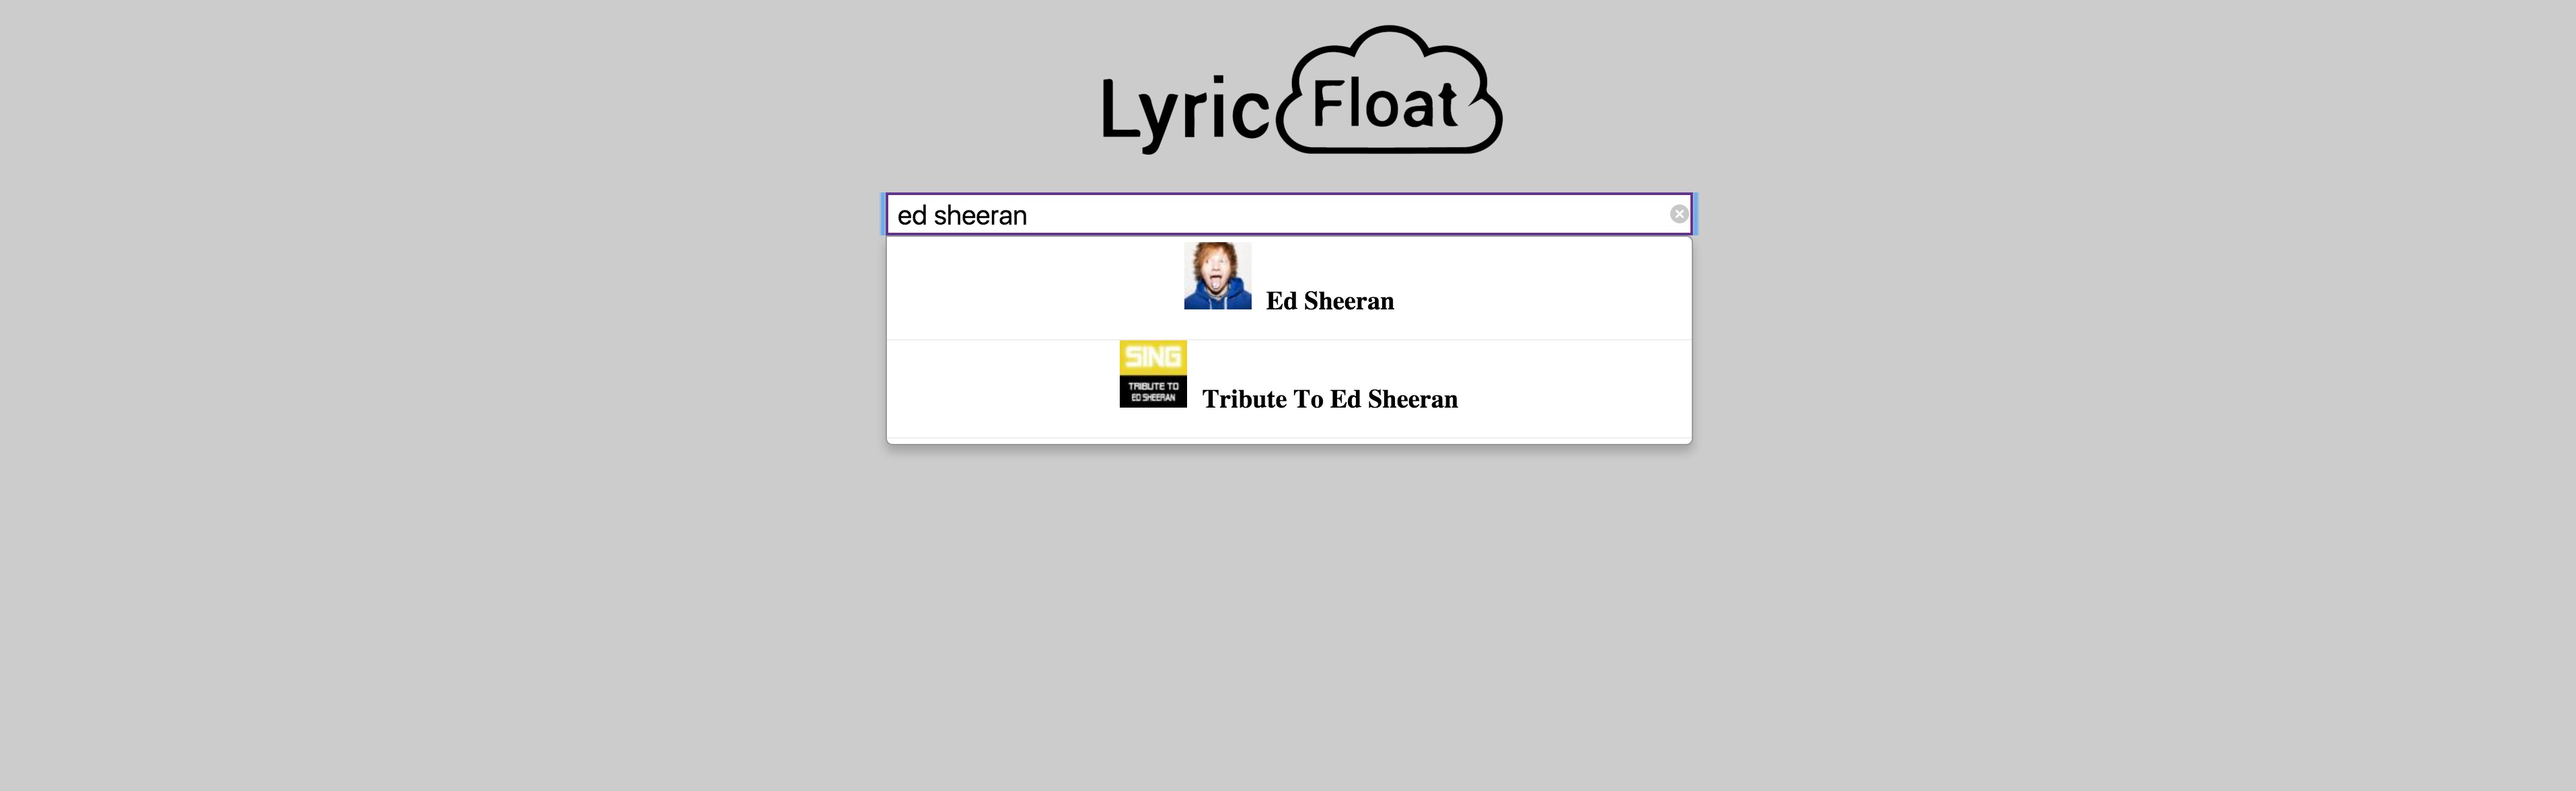 Lyric Float
ed sheeran
Ed Sheeran
SING
TRIBUTE TO
ED SHEERAN
Tribute To Ed Sheeran